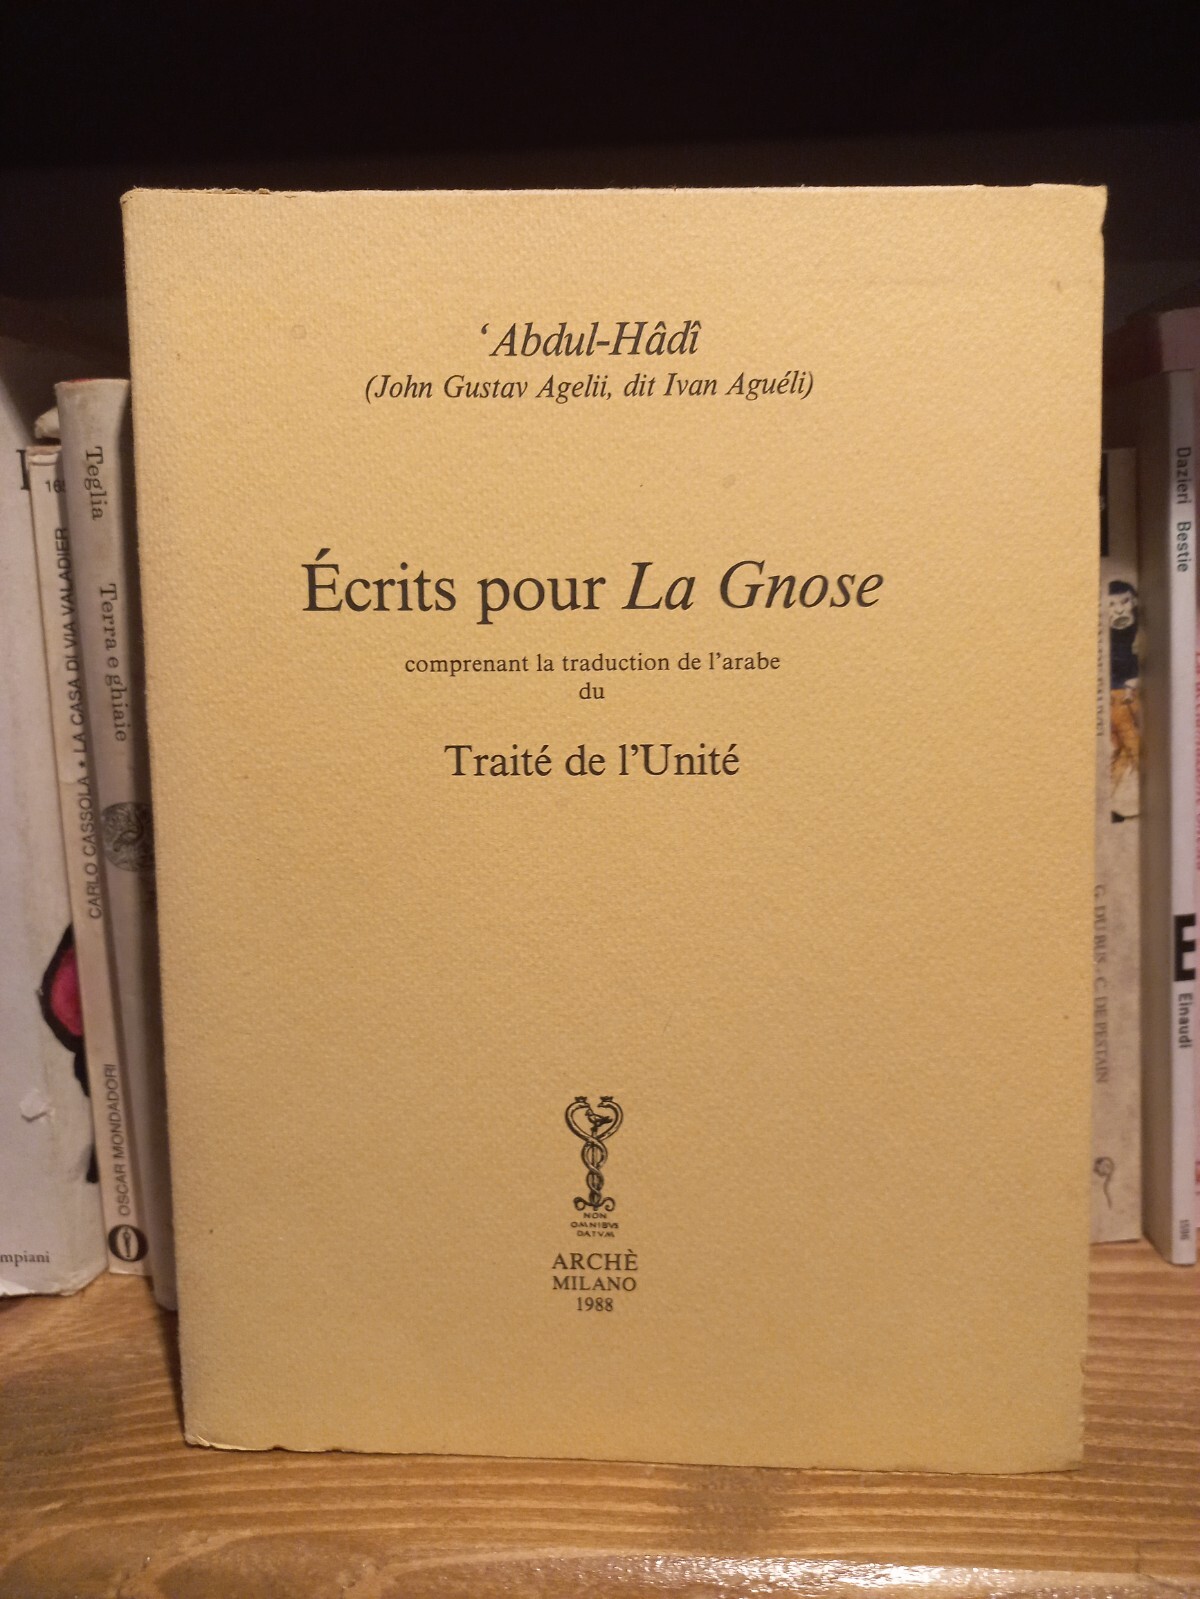 ‘Abdul-Hâdî
(John Gustav Agelii, dit Ivan Aguéli)
Écrits pour La Gnose
comprenant la traduction de l’arabe
du
Traité de l’Unité
NON
OMNIBVS
DATVM
ARCHÈ
MILANO
1988
Teglia Terra e ghiaie
CARLO CASSOLA • LA CASA DI VIA VALADIER
OSCAR MONDADORI
mpiani
Dazieri Bestie
Einaudi
G. DU BUS - C. DE PESTAIN